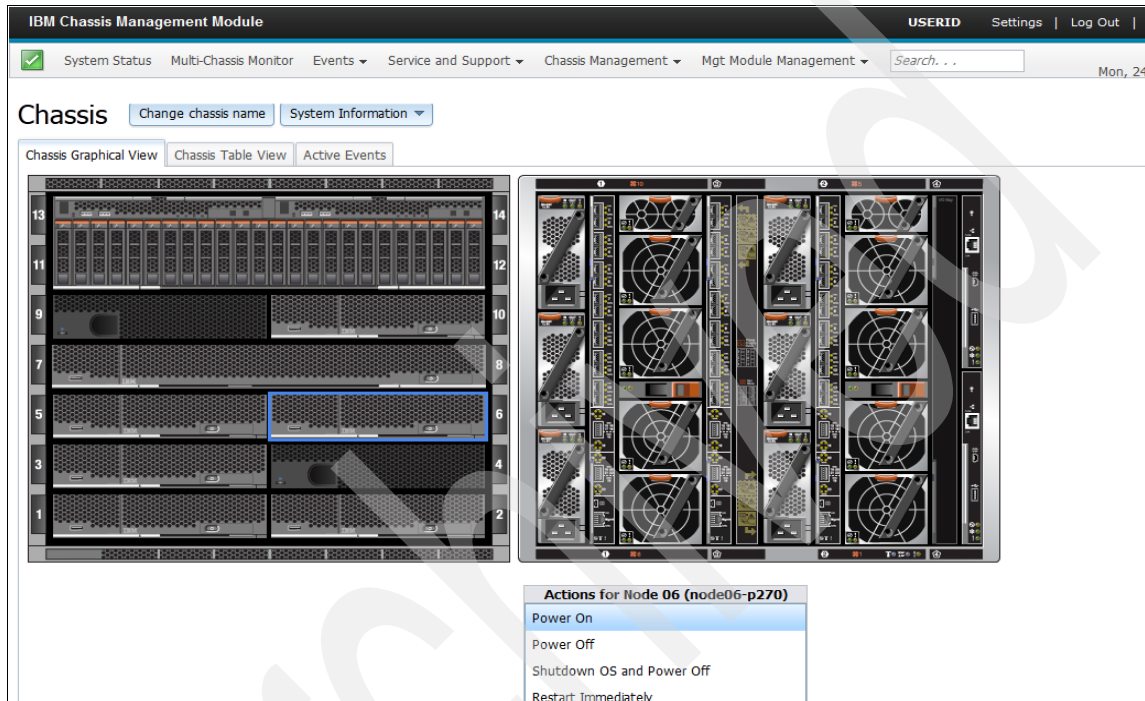 IBM Chassis Management Module USERID Settings | Log Out |
System Status Multi-Chassis Monitor Events Service and Support Chassis Management Mgt Module Management Search. . .
Mon, 24
Chassis Change chassis name System Information
Chassis Graphical View Chassis Table View Active Events
13 14
11 12
9 10
7 8
5 6
3 4
1 2
Actions for Node 06 (node06-p270)
Power On
Power Off
Shutdown OS and Power Off
Restart Immediately